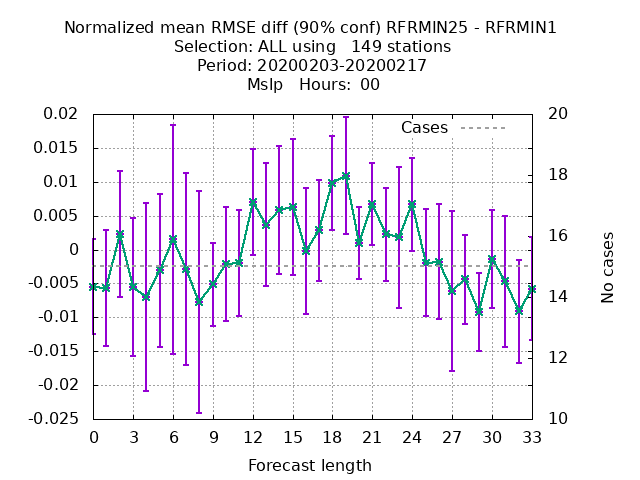 Normalized mean RMSE diff (90% conf) RFRMIN25 - RFRMIN1
Selection: ALL using   149 stations
Period: 20200203-20200217
Mslp   Hours: 00
Cases
0.02
0.015
0.01
0.005
0
-0.005
-0.01
-0.015
-0.02
-0.025
20
18
16
14
12
10
No cases
0 3 6 9 12 15 18 21 24 27 30 33
Forecast length